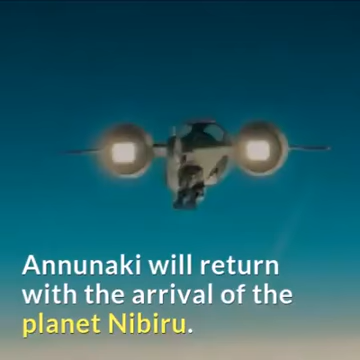 Annunaki will return
with the arrival of the
planet Nibiru.